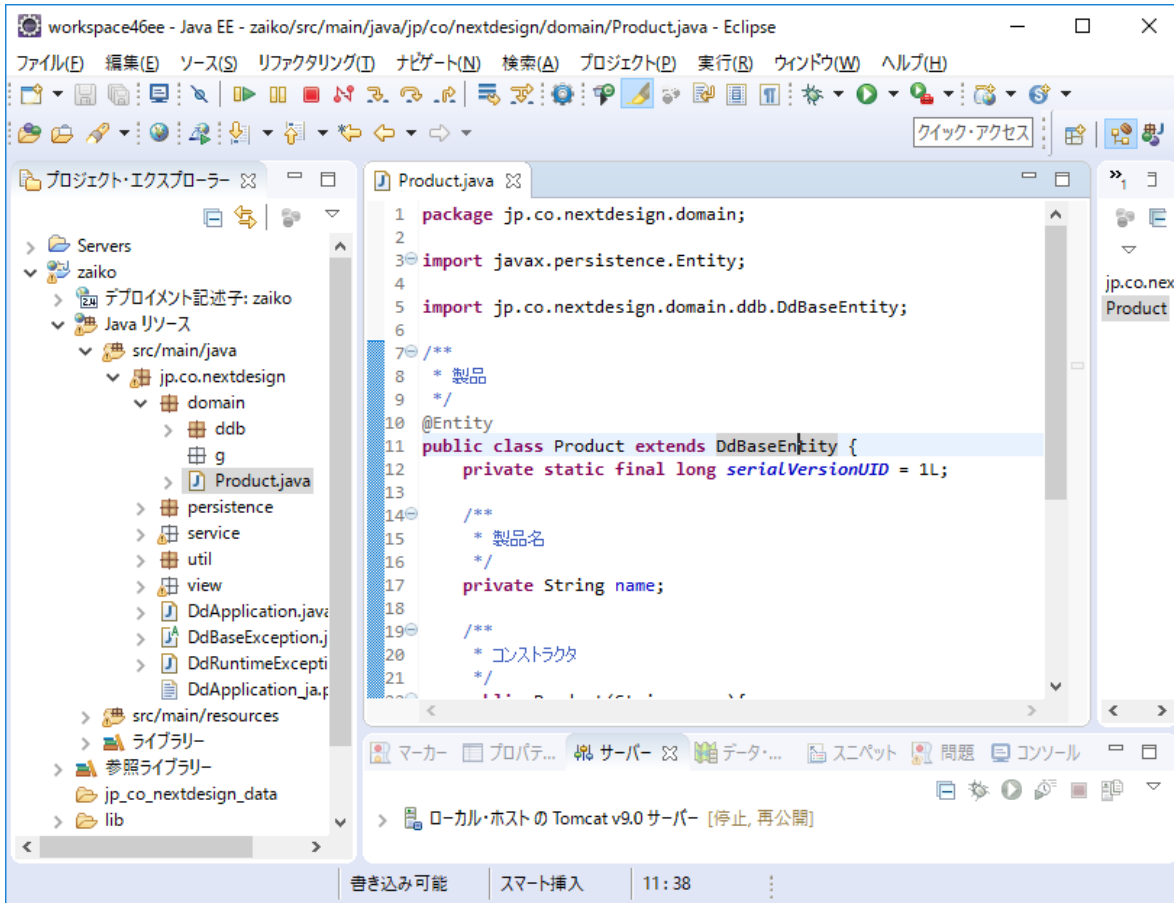 workspace46ee - Java EE - zaiko/src/main/java/jp/co/nextdesign/domain/Product.java - Eclipse
ファイル(F) 編集(E) ソース(S) リファクタリング(T) ナビゲート(N) 検索(A) プロジェクト(P) 実行(R) ウィンドウ(W) ヘルプ(H)
クイック・アクセス
プロジェクト・エクスプローラー
Servers
zaiko
デプロイメント記述子: zaiko
Java リソース
src/main/java
jp.co.nextdesign
domain
ddb
g
Product.java
persistence
service
util
view
DdApplication.java
DdBaseException.j
DdRuntimeExcepti
DdApplication_ja.p
src/main/resources
ライブラリー
参照ライブラリー
jp_co_nextdesign_data
lib
Product.java
1 package jp.co.nextdesign.domain;
2
3 import javax.persistence.Entity;
4
5 import jp.co.nextdesign.domain.ddb.DdBaseEntity;
6
7 /**
8 * 製品
9 */
10 @Entity
11 public class Product extends DdBaseEntity {
12 private static final long serialVersionUID = 1L;
13
14 /**
15 * 製品名
16 */
17 private String name;
18
19 /**
20 * コンストラクタ
21 */
jp.co.nex
Product
マーカー プロパテ... サーバー データ・... スニペット 問題 コンソール
ローカル・ホスト の Tomcat v9.0 サーバー [停止, 再公開]
書き込み可能 スマート挿入 11 : 38